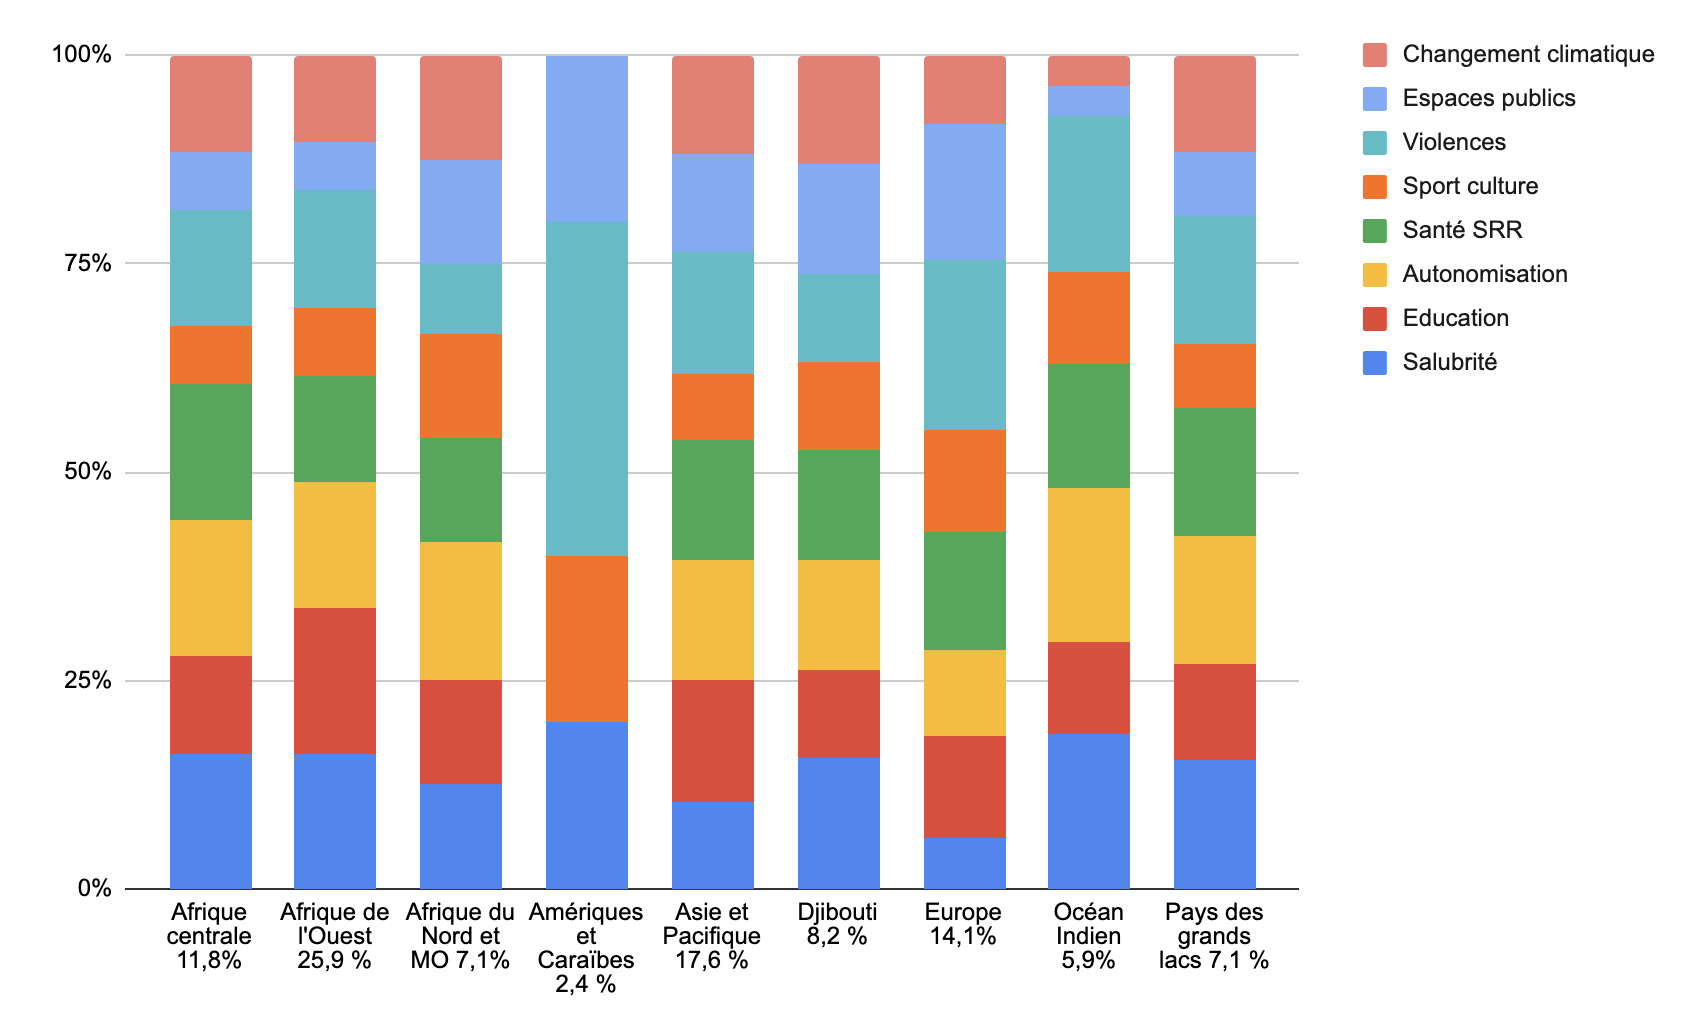 100%
75%
50%
25%
0%
Afrique
centrale
11,8%
Afrique de
l'Ouest
25,9 %
Afrique du
Nord et
MO 7,1%
Amériques
et
Caraïbes
2,4 %
Asie et
Pacifique
17,6 %
Djibouti
8,2 %
Europe
14,1%
Océan
Indien
5,9%
Pays des
grands
lacs 7,1 %
Changement climatique
Espaces publics
Violences
Sport culture
Santé SRR
Autonomisation
Education
Salubrité